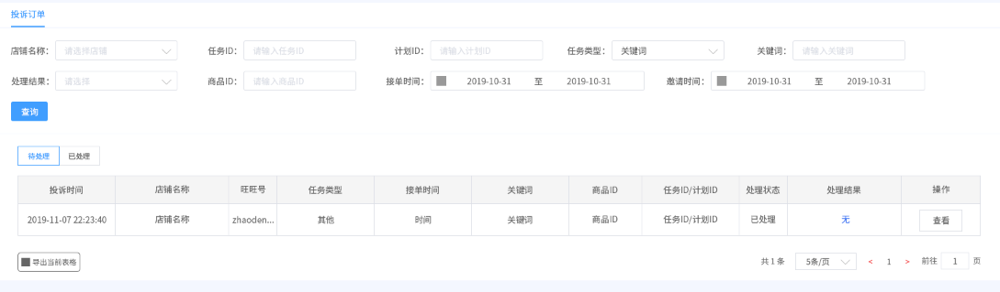 投诉订单
店铺名称: 请选择店铺 任务ID: 请输入任务ID 计划ID: 请输入计划ID 任务类型: 关键词 关键词: 请输入关键词
处理结果: 请选择 商品ID: 请输入商品ID 接单时间: 2019-10-31 至 2019-10-31 邀请时间: 2019-10-31 至 2019-10-31
查询
待处理 已处理
投诉时间 店铺名称 旺旺号 任务类型 接单时间 关键词 商品ID 任务ID/计划ID 处理状态 处理结果 操作
2019-11-07 22:23:40 店铺名称 zhaoden... 其他 时间 关键词 商品ID 任务ID/计划ID 已处理 无 查看
导出当前表格 共 1 条 5条/页 < 1 > 前往 1 页